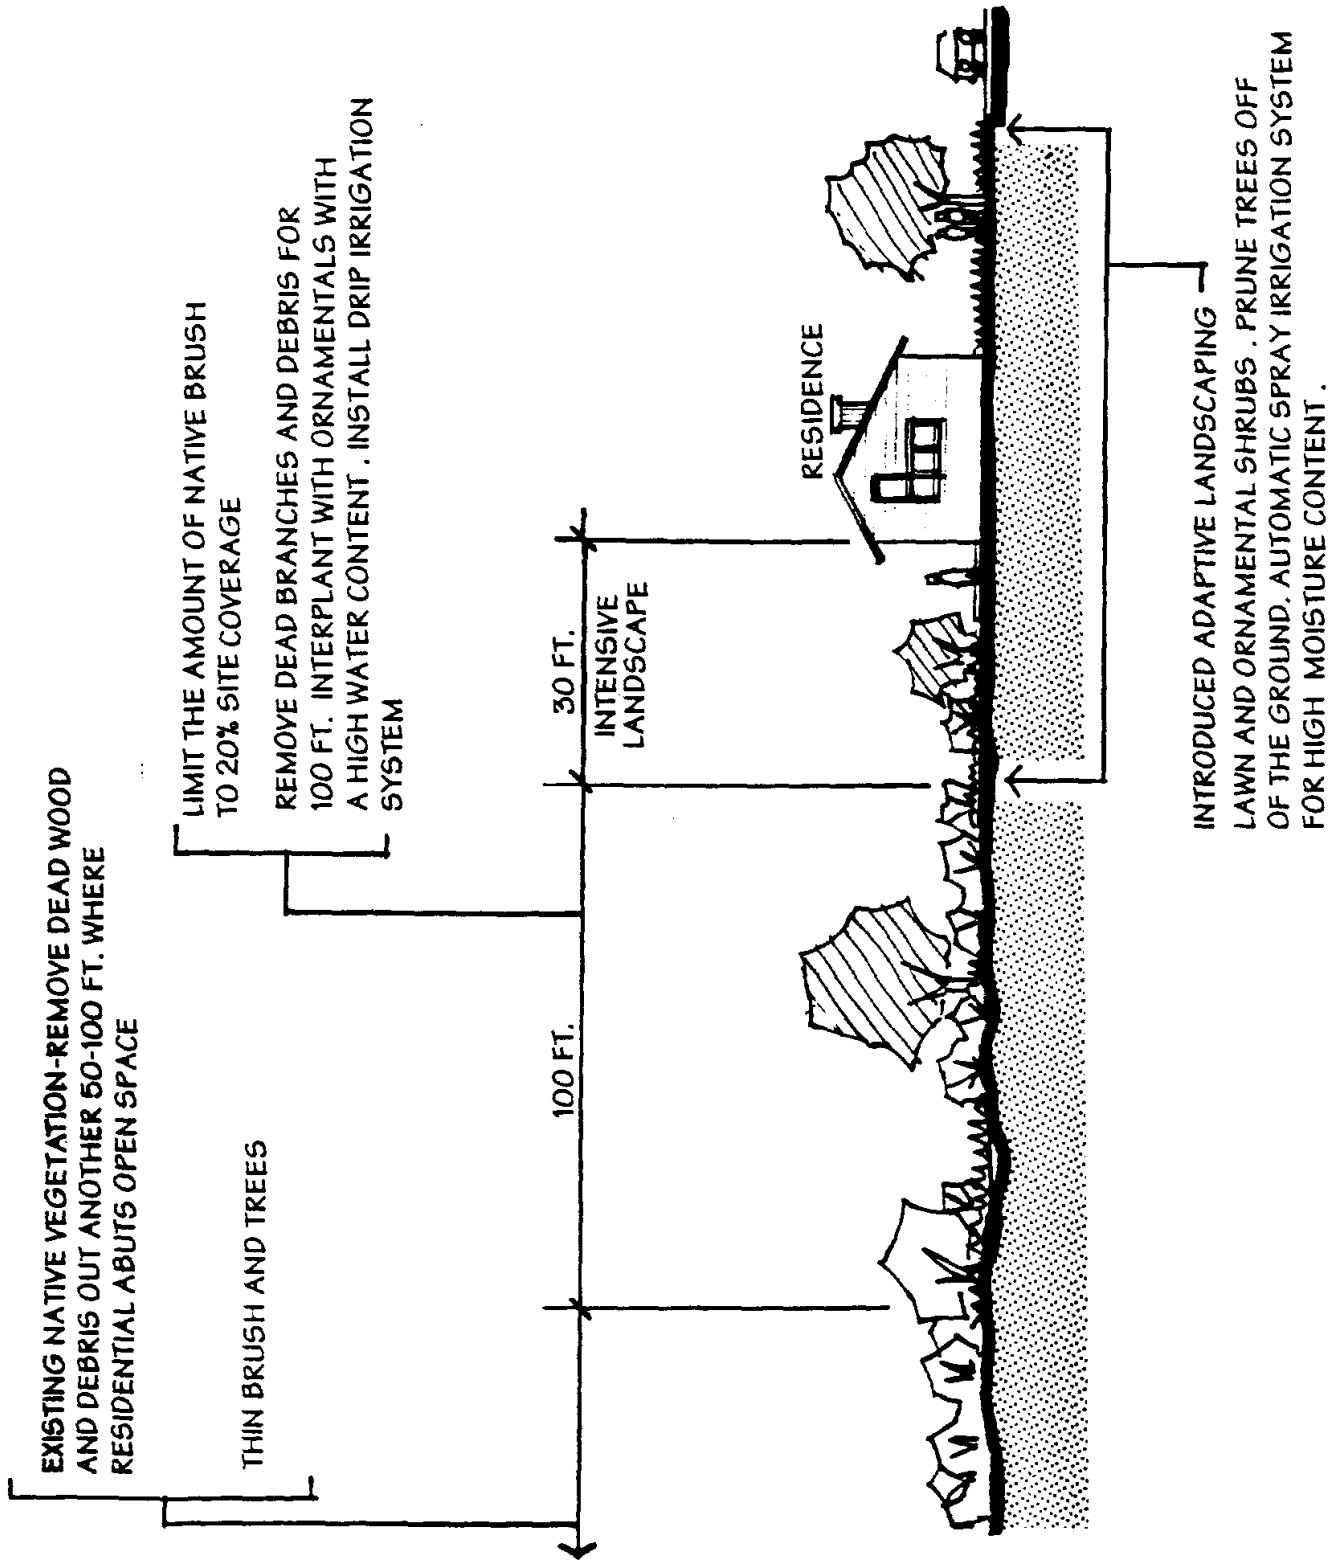 EXISTING NATIVE VEGETATION-REMOVE DEAD WOOD
AND DEBRIS OUT ANOTHER 50-100 FT. WHERE
RESIDENTIAL ABUTS OPEN SPACE
THIN BRUSH AND TREES
LIMIT THE AMOUNT OF NATIVE BRUSH
TO 20% SITE COVERAGE
REMOVE DEAD BRANCHES AND DEBRIS FOR
100 FT. INTERPLANT WITH ORNAMENTALS WITH
A HIGH WATER CONTENT. INSTALL DRIP IRRIGATION
SYSTEM
100 FT.
30 FT.
INTENSIVE
LANDSCAPE
RESIDENCE
INTRODUCED ADAPTIVE LANDSCAPING
LAWN AND ORNAMENTAL SHRUBS. PRUNE TREES OFF
OF THE GROUND. AUTOMATIC SPRAY IRRIGATION SYSTEM
FOR HIGH MOISTURE CONTENT.